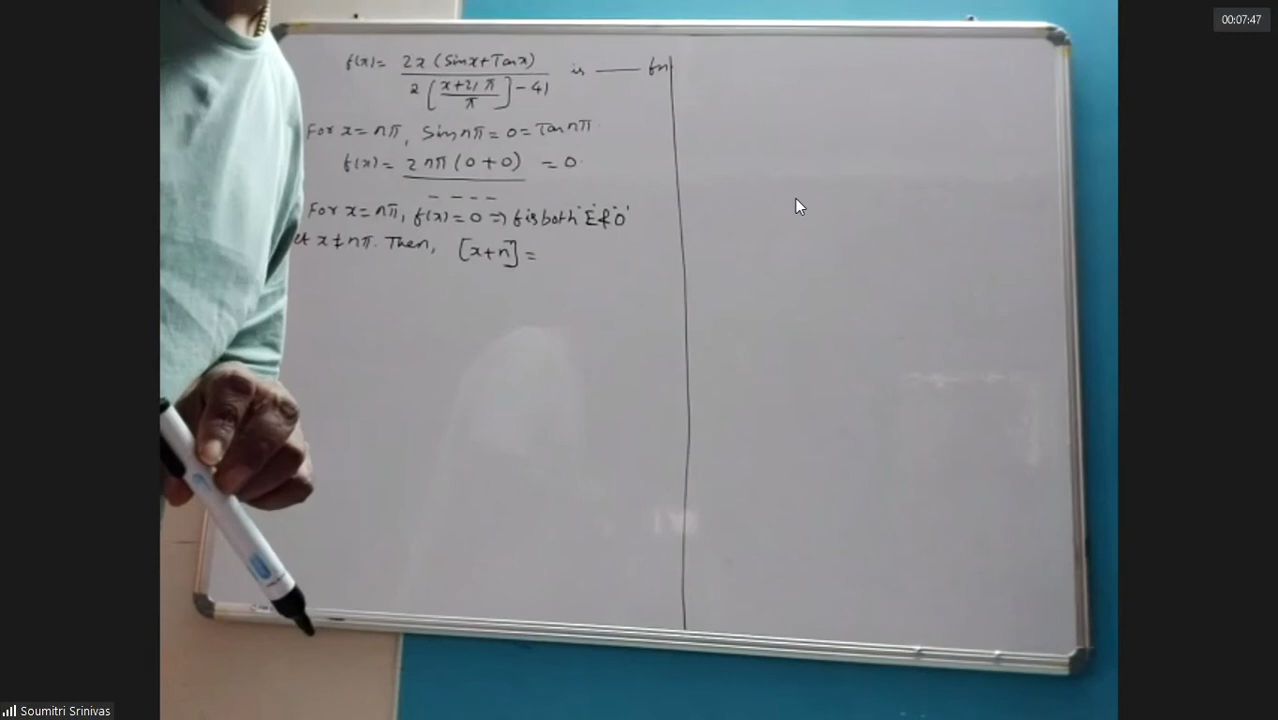 00:07:47
f(x) = 2x (Sinx+Tanx) / 2 [ x+21π / π ] - 41 is —— fn
For x = nπ, Sin nπ = 0 = Tan nπ.
f(x) = 2nπ (0+0) / - - - - = 0.
For x = nπ, f(x) = 0 ⇒ f is both 'E' & 'O'
et x ≠ nπ. Then, [x+n] =
Soumitri Srinivas